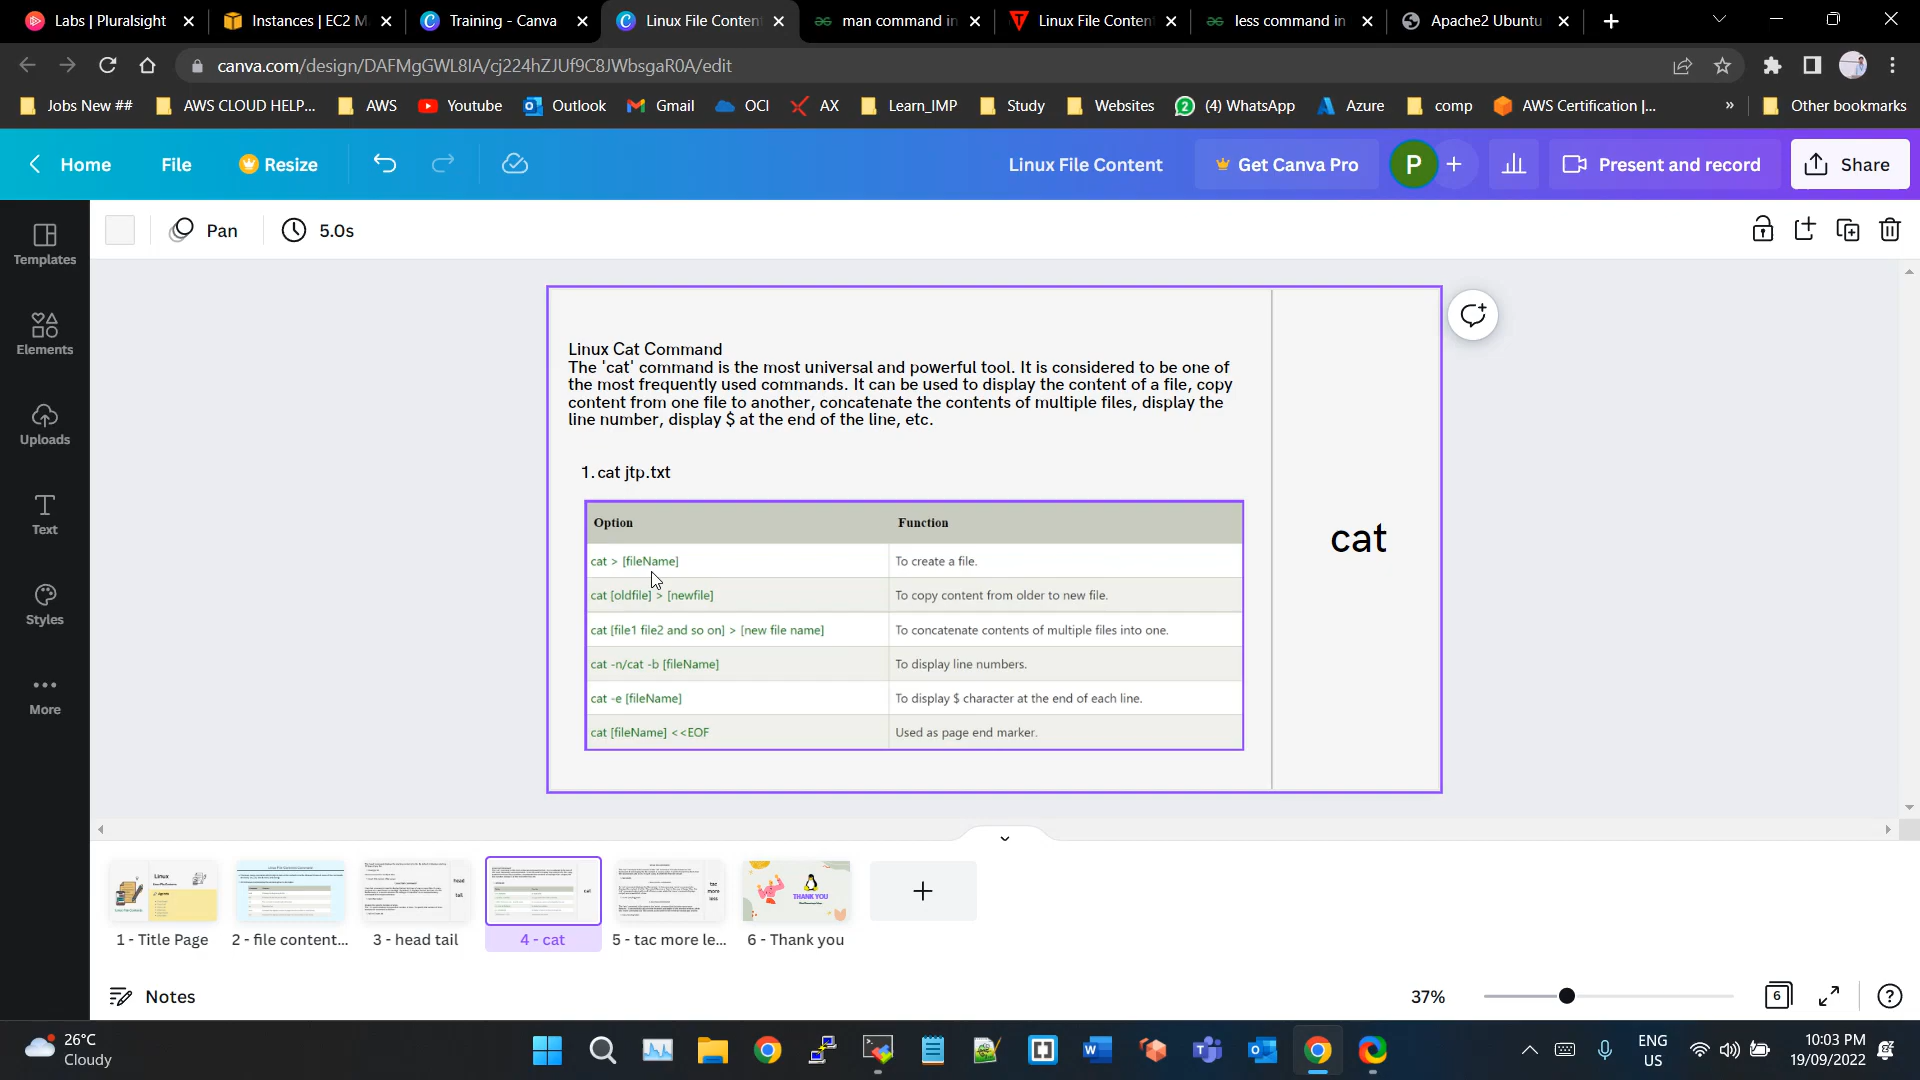 Labs | Pluralsight
Instances | EC2 M
Training - Canva
Linux File Conten
man command in
Linux File Conten
less command in
Apache2 Ubuntu
canva.com/design/DAFMgGWL8IA/cj224hZJUf9C8JWbsgaR0A/edit
Jobs New ##
AWS CLOUD HELP...
AWS
Youtube
Outlook
Gmail
OCI
AX
Learn_IMP
Study
Websites
(4) WhatsApp
Azure
comp
AWS Certification |...
»
Other bookmarks
Home
File
Resize
Linux File Content
Get Canva Pro
P
Present and record
Share
Templates
Elements
Uploads
Text
Styles
More
Pan
5.0s
Linux Cat Command
The 'cat' command is the most universal and powerful tool. It is considered to be one of
the most frequently used commands. It can be used to display the content of a file, copy
content from one file to another, concatenate the contents of multiple files, display the
line number, display $ at the end of the line, etc.
1. cat jtp.txt
Option Function
cat > [fileName] To create a file.
cat [oldfile] > [newfile] To copy content from older to new file.
cat [file1 file2 and so on] > [new file name] To concatenate contents of multiple files into one.
cat -n/cat -b [fileName] To display line numbers.
cat -e [fileName] To display $ character at the end of each line.
cat [fileName] <<EOF Used as page end marker.
cat
Linux
head
tail
cat
tac
more
less
THANK YOU
1 - Title Page
2 - file content...
3 - head tail
4 - cat
5 - tac more le...
6 - Thank you
Notes
37%
6
26°C
Cloudy
ENG
US
10:03 PM
19/09/2022